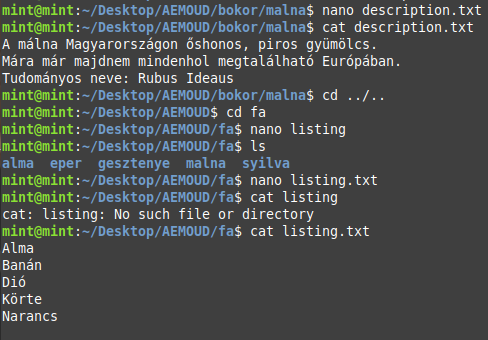 mint@mint:~/Desktop/AEMOUD/bokor/malna$ nano description.txt
mint@mint:~/Desktop/AEMOUD/bokor/malna$ cat description.txt
A málna Magyarországon őshonos, piros gyümölcs.
Mára már majdnem mindenhol megtalálható Európában.
Tudományos neve: Rubus Ideaus
mint@mint:~/Desktop/AEMOUD/bokor/malna$ cd ../..
mint@mint:~/Desktop/AEMOUD$ cd fa
mint@mint:~/Desktop/AEMOUD/fa$ nano listing
mint@mint:~/Desktop/AEMOUD/fa$ ls
alma  eper  gesztenye  malna  syilva
mint@mint:~/Desktop/AEMOUD/fa$ nano listing.txt
mint@mint:~/Desktop/AEMOUD/fa$ cat listing
cat: listing: No such file or directory
mint@mint:~/Desktop/AEMOUD/fa$ cat listing.txt
Alma
Banán
Dió
Körte
Narancs